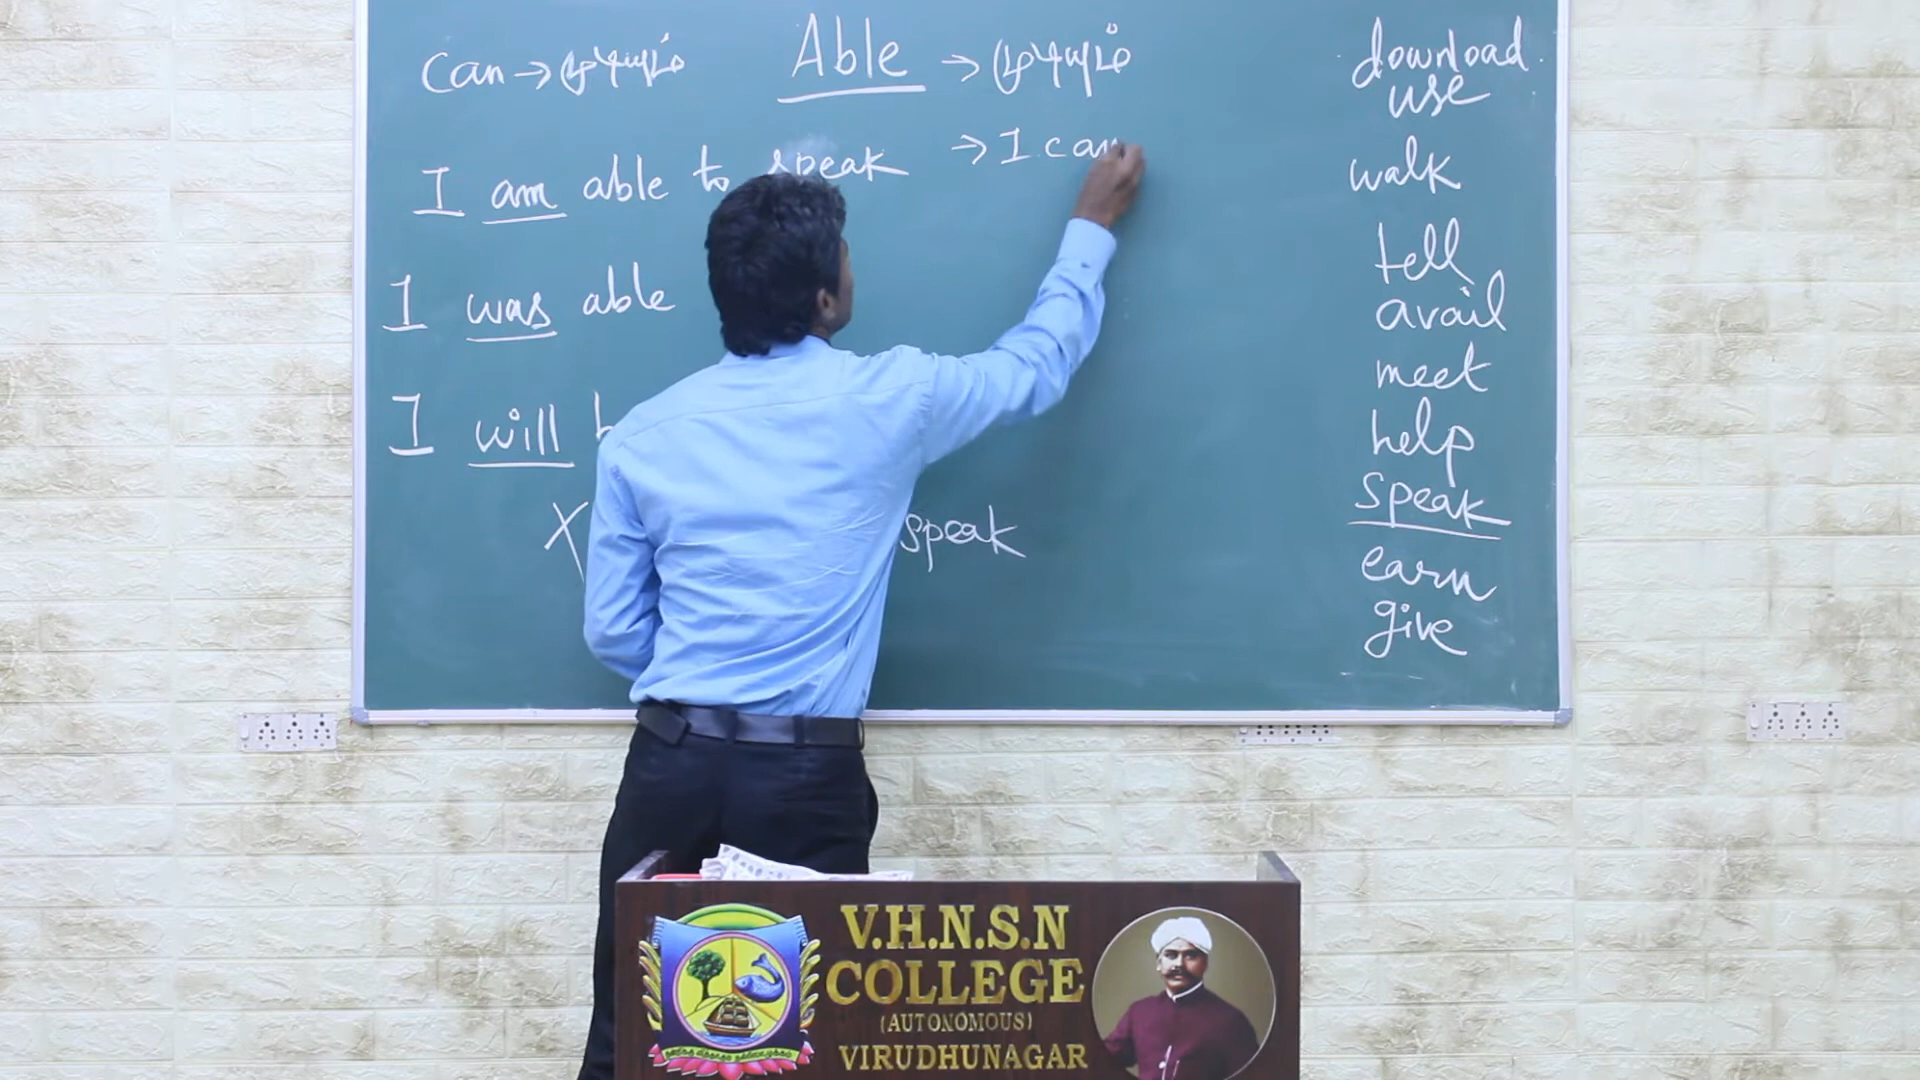 can → முடியும்
Able → முடியும்
I am able to speak → I can
I was able
I will
X speak
download
use
walk
tell
avail
meet
help
speak
earn
give
V.H.N.S.N
COLLEGE
(AUTONOMOUS)
VIRUDHUNAGAR